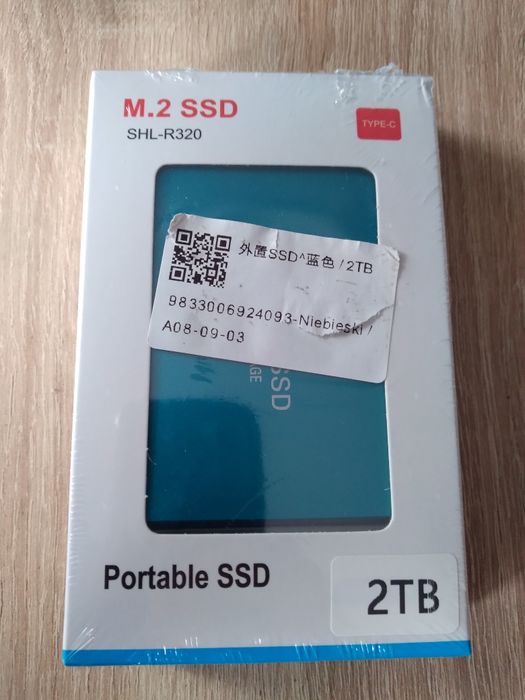 M.2 SSD
SHL-R320
TYPE-C
外置SSD^蓝色 / 2TB
9833006924093-Niebieski /
A08-09-03
SSD
Portable SSD
2TB